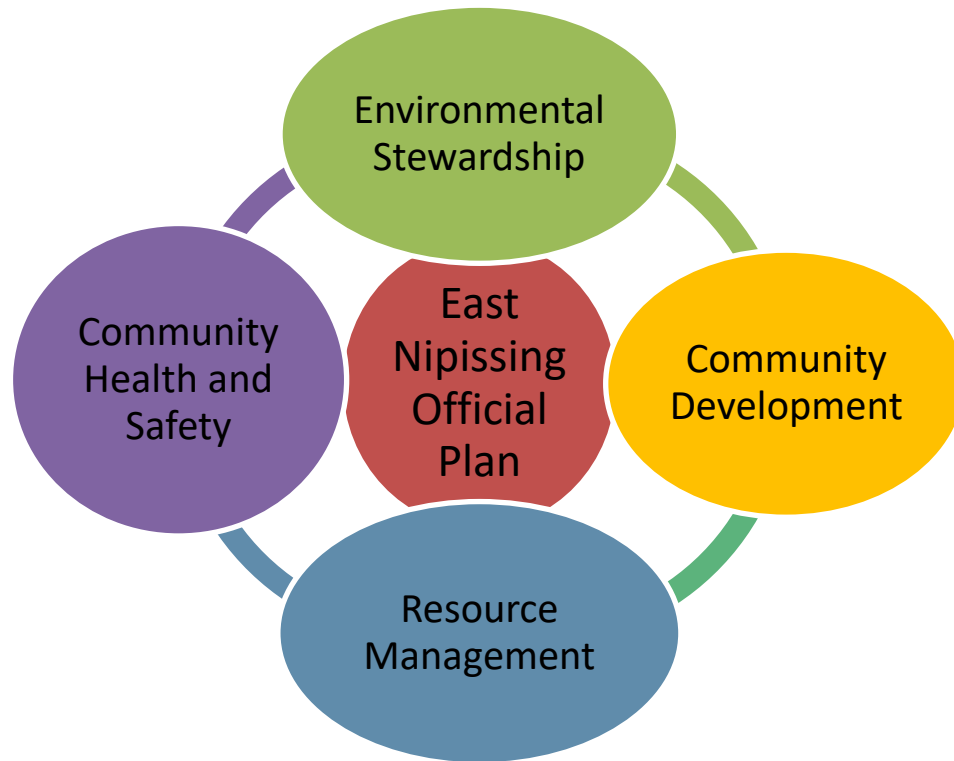 Environmental
Stewardship
Community
Health and
Safety
East
Nipissing
Official
Plan
Community
Development
Resource
Management